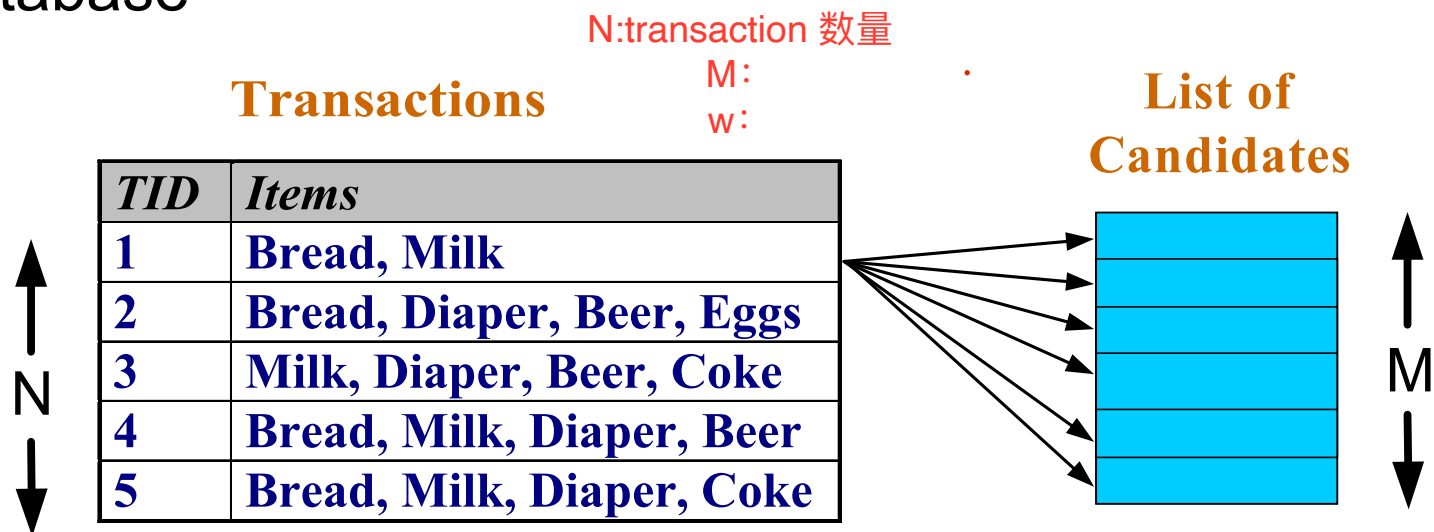 N:transaction 数量
M：
w：
Transactions
List of
Candidates
TID Items
1 Bread, Milk
2 Bread, Diaper, Beer, Eggs
3 Milk, Diaper, Beer, Coke
4 Bread, Milk, Diaper, Beer
5 Bread, Milk, Diaper, Coke
N
M